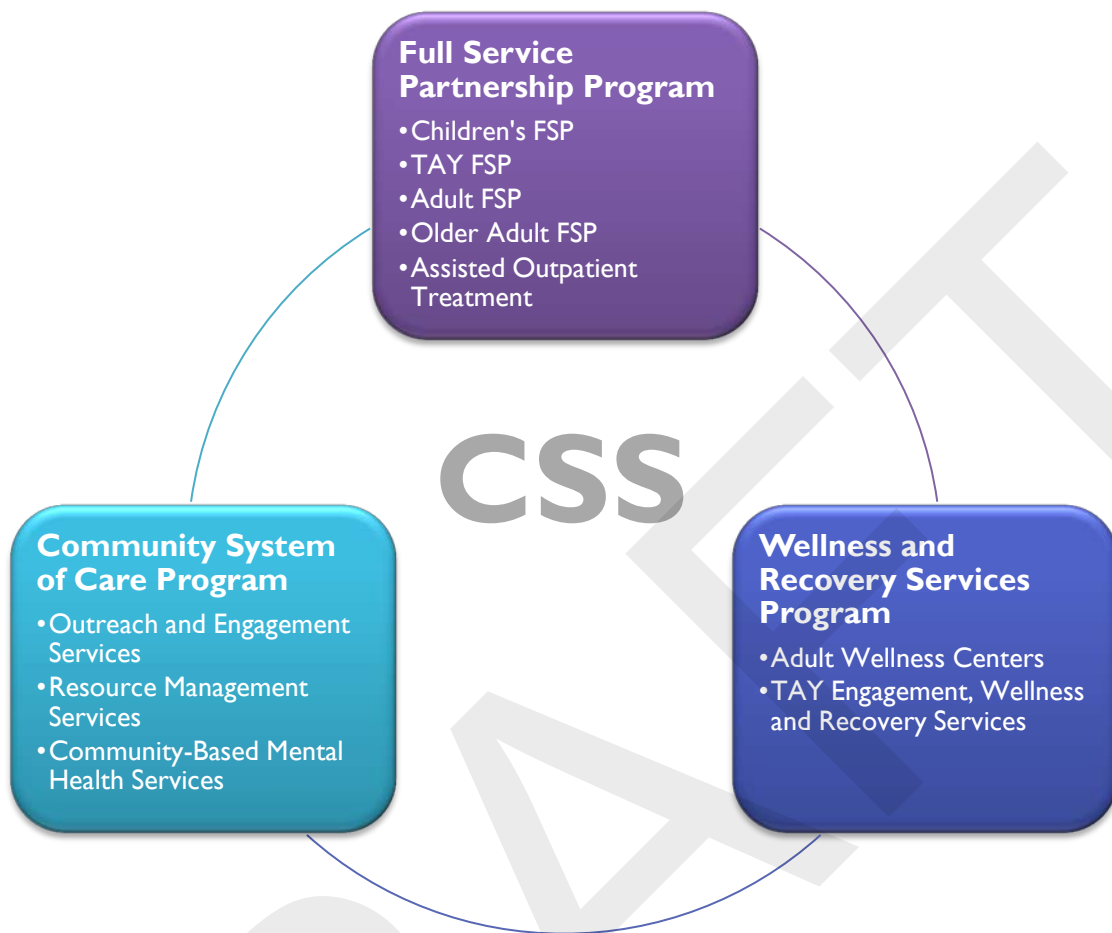 Full Service
Partnership Program
•Children's FSP
•TAY FSP
•Adult FSP
•Older Adult FSP
•Assisted Outpatient
Treatment
CSS
Community System
of Care Program
•Outreach and Engagement
Services
•Resource Management
Services
•Community-Based Mental
Health Services
Wellness and
Recovery Services
Program
•Adult Wellness Centers
•TAY Engagement, Wellness
and Recovery Services
DRAFT